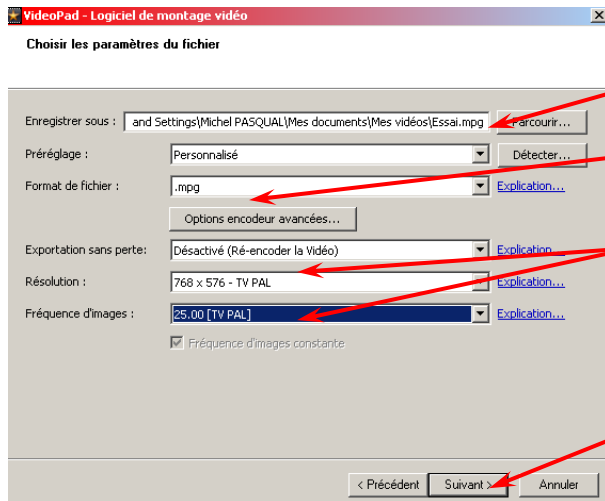 VideoPad - Logiciel de montage vidéo
Choisir les paramètres du fichier
Enregistrer sous : and Settings\Michel PASQUAL\Mes documents\Mes vidéos\Essai.mpg Parcourir...
Préréglage : Personnalisé Détecter...
Format de fichier : .mpg Explication...
Options encodeur avancées...
Exportation sans perte: Désactivé (Ré-encoder la Vidéo) Explication...
Résolution : 768 x 576 - TV PAL Explication...
Fréquence d'images : 25.00 [TV PAL] Explication...
Fréquence d'images constante
< Précédent Suivant > Annuler